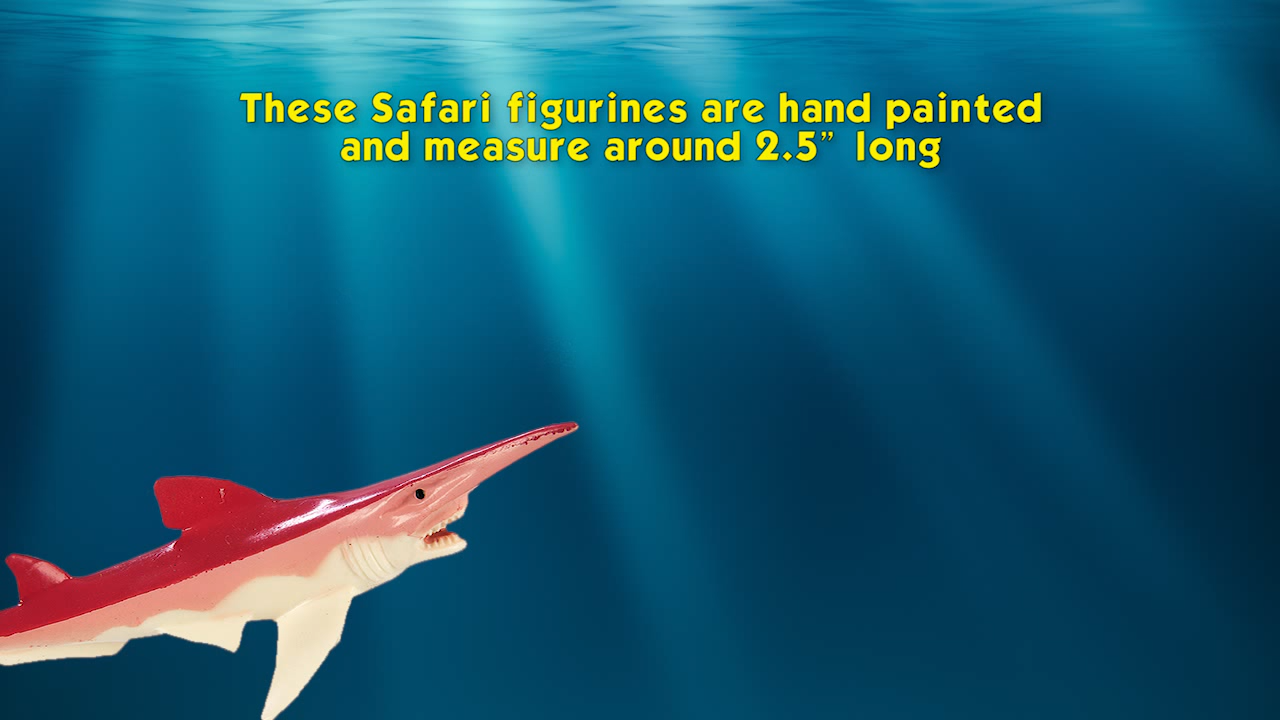 These Safari figurines are hand painted
and measure around 2.5” long